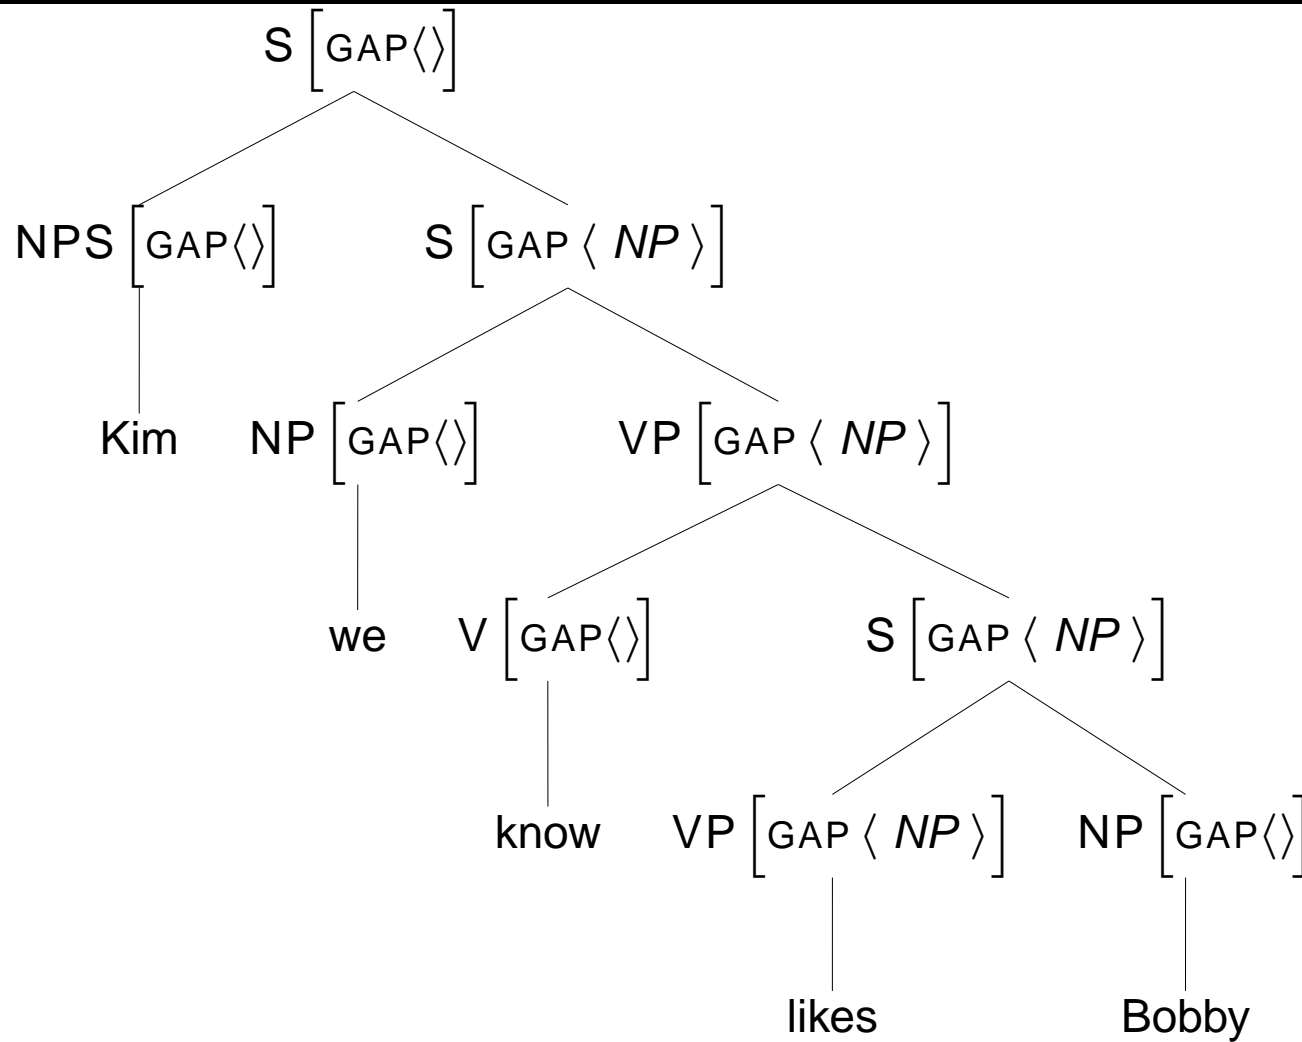 S [GAP⟨⟩]
NPS [GAP⟨⟩] S [GAP ⟨ NP ⟩]
Kim NP [GAP⟨⟩] VP [GAP ⟨ NP ⟩]
we V [GAP⟨⟩] S [GAP ⟨ NP ⟩]
know VP [GAP ⟨ NP ⟩] NP [GAP⟨⟩]
likes Bobby